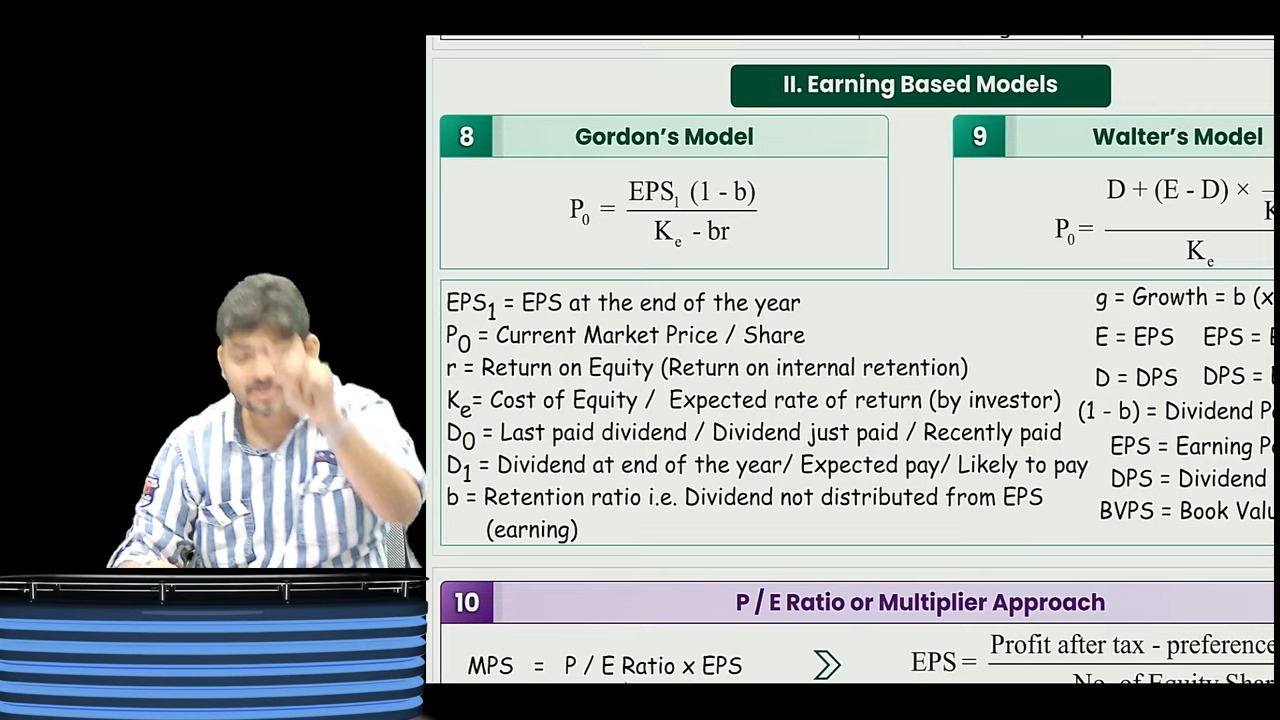 II. Earning Based Models
8 Gordon's Model
P0 = EPS1 (1 - b)
Ke - br
9 Walter's Model
D + (E - D) ×
P0 =
Ke
EPS1 = EPS at the end of the year
P0 = Current Market Price / Share
r = Return on Equity (Return on internal retention)
Ke = Cost of Equity / Expected rate of return (by investor)
D0 = Last paid dividend / Dividend just paid / Recently paid
D1 = Dividend at end of the year/ Expected pay/ Likely to pay
b = Retention ratio i.e. Dividend not distributed from EPS
(earning)
g = Growth = b (x
E = EPS EPS =
D = DPS DPS =
(1 - b) = Dividend
EPS = Earning
DPS = Dividend
BVPS = Book
10 P / E Ratio or Multiplier Approach
MPS = P / E Ratio x EPS
EPS = Profit after tax - preference
No. of Equity